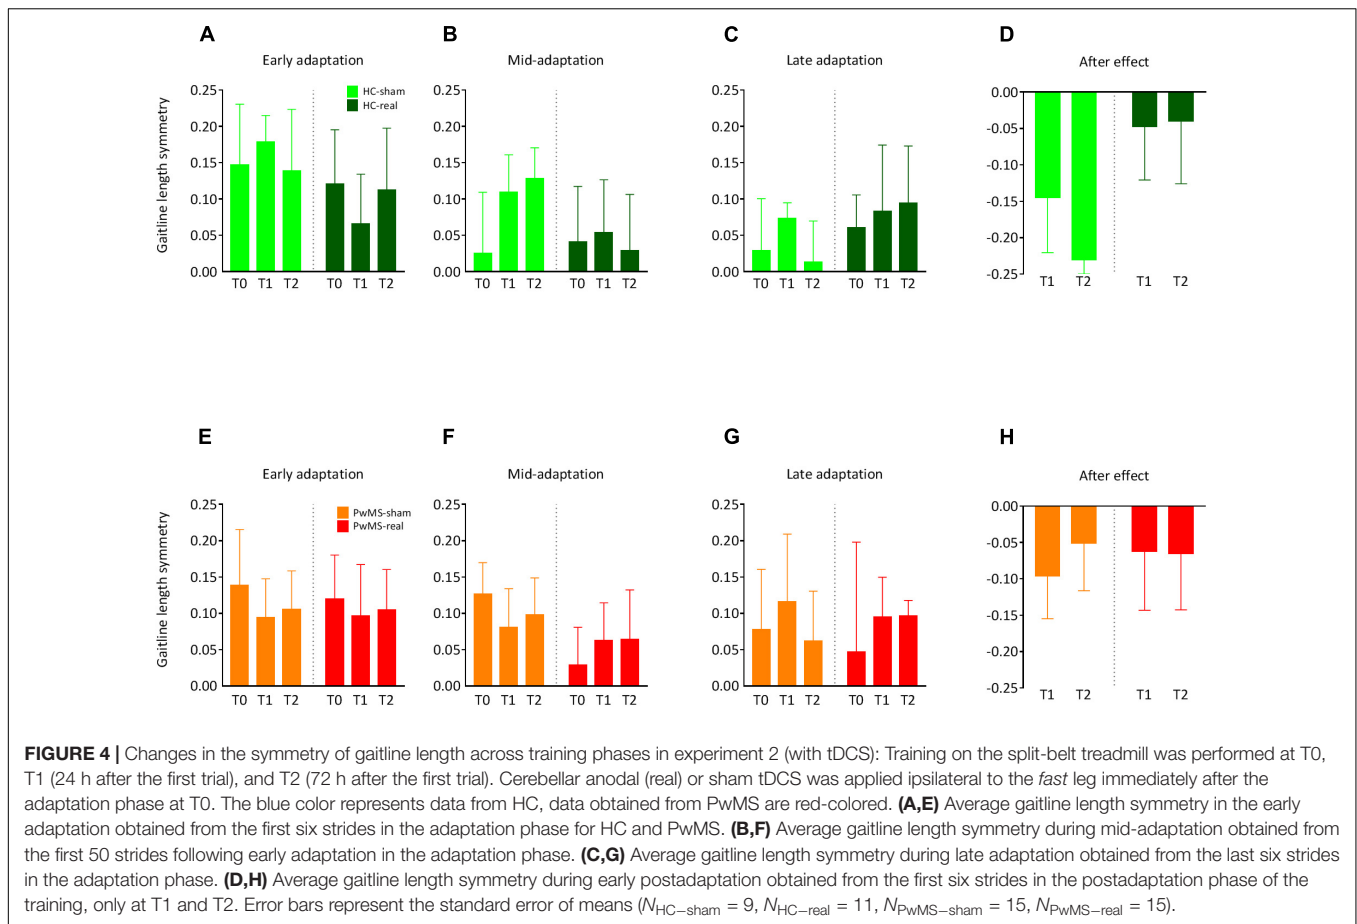 A B C D
Early adaptation Mid-adaptation Late adaptation After effect
Gaitline length symmetry
HC-sham
HC-real
0.25 0.25 0.25 0.00
0.20 0.20 0.20 -0.05
0.15 0.15 0.15 -0.10
0.10 0.10 0.10 -0.15
0.05 0.05 0.05 -0.20
0.00 0.00 0.00 -0.25
T0 T1 T2 T0 T1 T2 T0 T1 T2 T0 T1 T2 T0 T1 T2 T0 T1 T2 T1 T2 T1 T2
E F G H
Early adaptation Mid-adaptation Late adaptation After effect
Gaitline length symmetry
PwMS-sham
PwMS-real
0.25 0.25 0.25 0.00
0.20 0.20 0.20 -0.05
0.15 0.15 0.15 -0.10
0.10 0.10 0.10 -0.15
0.05 0.05 0.05 -0.20
0.00 0.00 0.00 -0.25
T0 T1 T2 T0 T1 T2 T0 T1 T2 T0 T1 T2 T0 T1 T2 T0 T1 T2 T1 T2 T1 T2
FIGURE 4 | Changes in the symmetry of gaitline length across training phases in experiment 2 (with tDCS): Training on the split-belt treadmill was performed at T0,
T1 (24 h after the first trial), and T2 (72 h after the first trial). Cerebellar anodal (real) or sham tDCS was applied ipsilateral to the fast leg immediately after the
adaptation phase at T0. The blue color represents data from HC, data obtained from PwMS are red-colored. (A,E) Average gaitline length symmetry in the early
adaptation obtained from the first six strides in the adaptation phase for HC and PwMS. (B,F) Average gaitline length symmetry during mid-adaptation obtained from
the first 50 strides following early adaptation in the adaptation phase. (C,G) Average gaitline length symmetry during late adaptation obtained from the last six strides
in the adaptation phase. (D,H) Average gaitline length symmetry during early postadaptation obtained from the first six strides in the postadaptation phase of the
training, only at T1 and T2. Error bars represent the standard error of means (NHC−sham = 9, NHC−real = 11, NPwMS−sham = 15, NPwMS−real = 15).